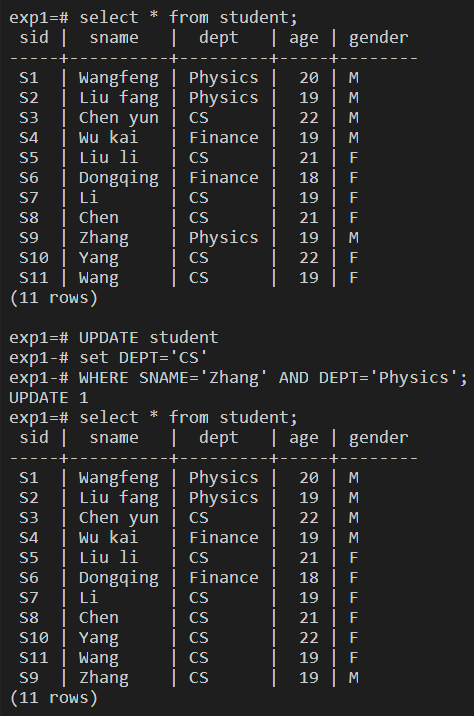 exp1=# select * from student;
 sid |  sname   |  dept   | age | gender
-----+----------+---------+-----+--------
 S1  | Wangfeng | Physics |  20 | M
 S2  | Liu fang | Physics |  19 | M
 S3  | Chen yun | CS      |  22 | M
 S4  | Wu kai   | Finance |  19 | M
 S5  | Liu li   | CS      |  21 | F
 S6  | Dongqing | Finance |  18 | F
 S7  | Li       | CS      |  19 | F
 S8  | Chen     | CS      |  21 | F
 S9  | Zhang    | Physics |  19 | M
 S10 | Yang     | CS      |  22 | F
 S11 | Wang     | CS      |  19 | F
(11 rows)

exp1=# UPDATE student
exp1-# set DEPT='CS'
exp1-# WHERE SNAME='Zhang' AND DEPT='Physics';
UPDATE 1
exp1=# select * from student;
 sid |  sname   |  dept   | age | gender
-----+----------+---------+-----+--------
 S1  | Wangfeng | Physics |  20 | M
 S2  | Liu fang | Physics |  19 | M
 S3  | Chen yun | CS      |  22 | M
 S4  | Wu kai   | Finance |  19 | M
 S5  | Liu li   | CS      |  21 | F
 S6  | Dongqing | Finance |  18 | F
 S7  | Li       | CS      |  19 | F
 S8  | Chen     | CS      |  21 | F
 S10 | Yang     | CS      |  22 | F
 S11 | Wang     | CS      |  19 | F
 S9  | Zhang    | CS      |  19 | M
(11 rows)